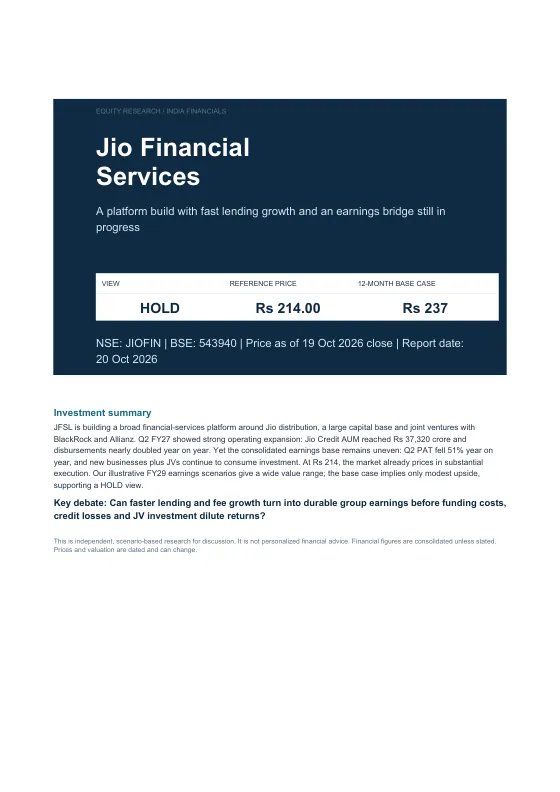 EQUITY RESEARCH / INDIA FINANCIALS
Jio Financial
Services
A platform build with fast lending growth and an earnings bridge still in
progress
VIEW REFERENCE PRICE 12-MONTH BASE CASE
HOLD Rs 214.00 Rs 237
NSE: JIOFIN | BSE: 543940 | Price as of 19 Oct 2026 close | Report date:
20 Oct 2026
Investment summary
JFSL is building a broad financial-services platform around Jio distribution, a large capital base and joint ventures with
BlackRock and Allianz. Q2 FY27 showed strong operating expansion: Jio Credit AUM reached Rs 37,320 crore and
disbursements nearly doubled year on year. Yet the consolidated earnings base remains uneven: Q2 PAT fell 51% year on
year, and new businesses plus JVs continue to consume investment. At Rs 214, the market already prices in substantial
execution. Our illustrative FY29 earnings scenarios give a wide value range; the base case implies only modest upside,
supporting a HOLD view.
Key debate: Can faster lending and fee growth turn into durable group earnings before funding costs,
credit losses and JV investment dilute returns?
This is independent, scenario-based research for discussion. It is not personalized financial advice. Financial figures are consolidated unless stated.
Prices and valuation are dated and can change.